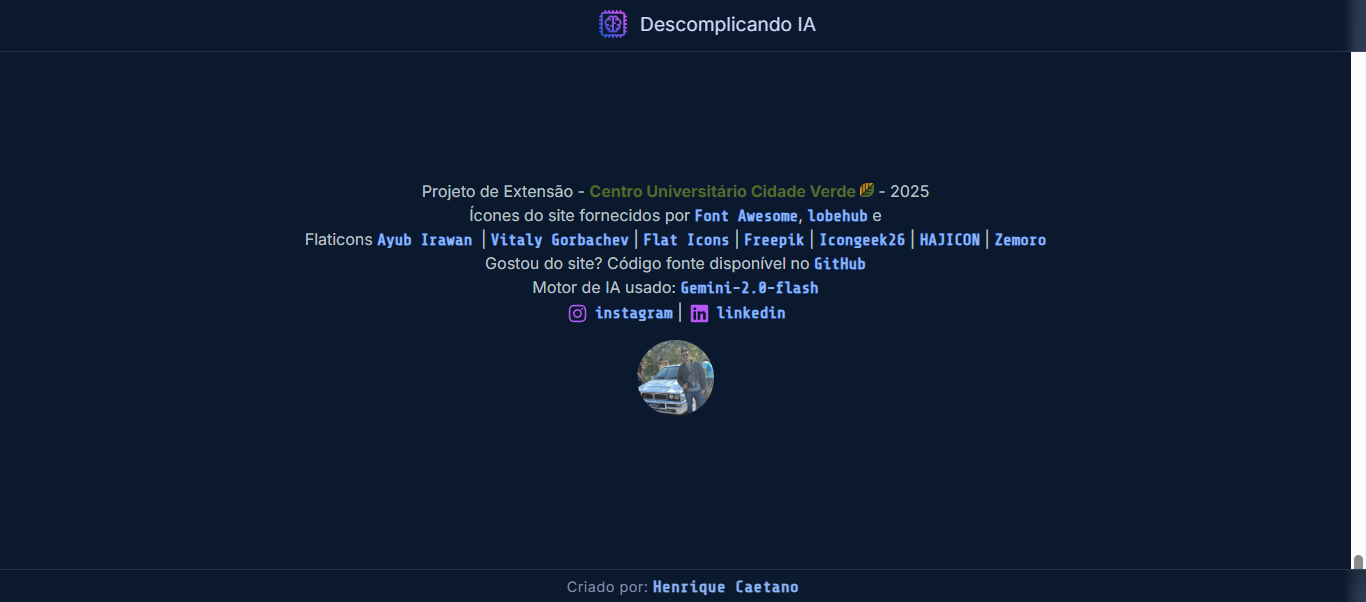 Descomplicando IA
Projeto de Extensão - Centro Universitário Cidade Verde - 2025
Ícones do site fornecidos por Font Awesome, lobehub e
Flaticons Ayub Irawan | Vitaly Gorbachev | Flat Icons | Freepik | Icongeek26 | HAJICON | Zemoro
Gostou do site? Código fonte disponível no GitHub
Motor de IA usado: Gemini-2.0-flash
instagram | linkedin
Criado por: Henrique Caetano